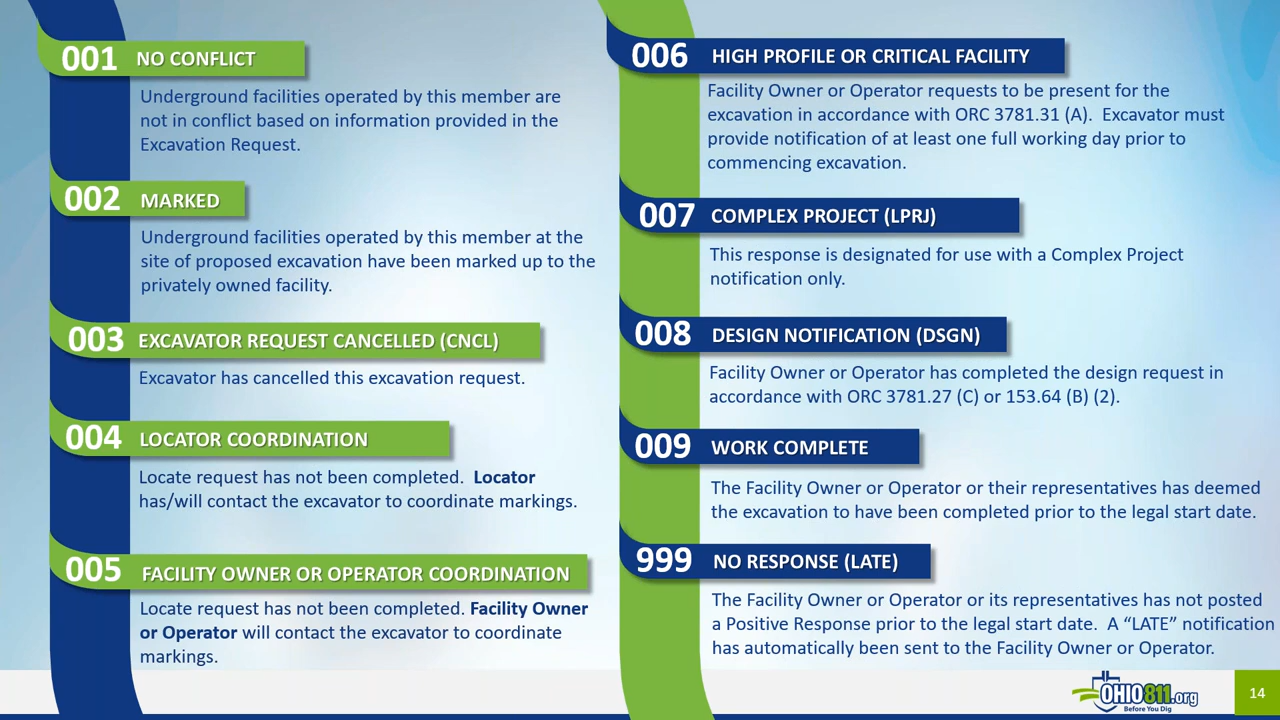 001 NO CONFLICT
Underground facilities operated by this member are
not in conflict based on information provided in the
Excavation Request.
002 MARKED
Underground facilities operated by this member at the
site of proposed excavation have been marked up to the
privately owned facility.
003 EXCAVATOR REQUEST CANCELLED (CNCL)
Excavator has cancelled this excavation request.
004 LOCATOR COORDINATION
Locate request has not been completed.  Locator
has/will contact the excavator to coordinate markings.
005 FACILITY OWNER OR OPERATOR COORDINATION
Locate request has not been completed. Facility Owner
or Operator will contact the excavator to coordinate
markings.
006 HIGH PROFILE OR CRITICAL FACILITY
Facility Owner or Operator requests to be present for the
excavation in accordance with ORC 3781.31 (A).  Excavator must
provide notification of at least one full working day prior to
commencing excavation.
007 COMPLEX PROJECT (LPRJ)
This response is designated for use with a Complex Project
notification only.
008 DESIGN NOTIFICATION (DSGN)
Facility Owner or Operator has completed the design request in
accordance with ORC 3781.27 (C) or 153.64 (B) (2).
009 WORK COMPLETE
The Facility Owner or Operator or their representatives has deemed
the excavation to have been completed prior to the legal start date.
999 NO RESPONSE (LATE)
The Facility Owner or Operator or its representatives has not posted
a Positive Response prior to the legal start date.  A “LATE” notification
has automatically been sent to the Facility Owner or Operator.
OHIO811.org
Before You Dig
14